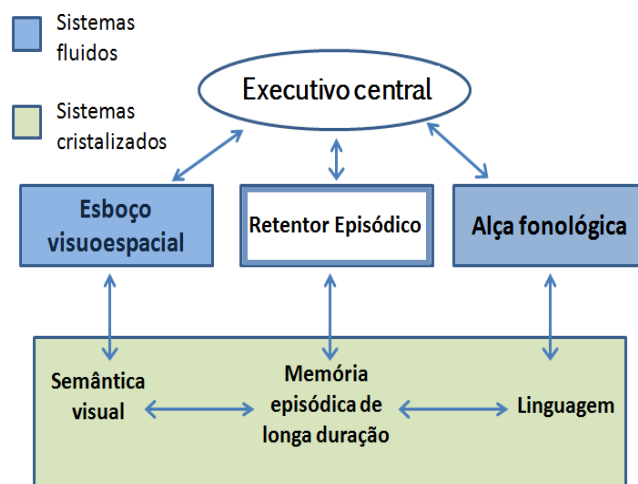 Sistemas
fluidos
Sistemas
cristalizados
Executivo central
Esboço
visuoespacial
Retentor Episódico
Alça fonológica
Semântica
visual
Memória
episódica de
longa duração
Linguagem